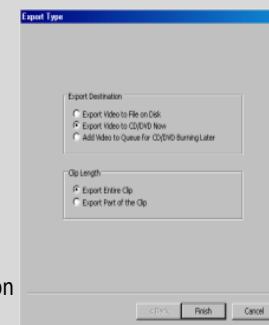 Export Type
Export Destination
Export Video to File on Disk
Export Video to CD/DVD Now
Add Video to Queue for CD/DVD Burning Later
Clip Length
Export Entire Clip
Export Part of the Clip
on
< Back
Finish
Cancel